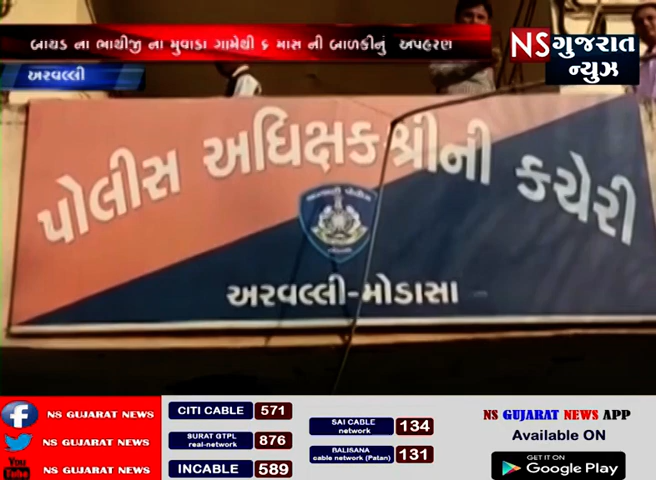 બાયડ ના ભાથીજી ના મુવાડા ગામેથી ૬ માસ ની બાળકીનું અપહરણ
NS ગુજરાત
ન્યુઝ
અરવલ્લી
પોલીસ અધિક્ષકશ્રીની કચેરી
અરવલ્લી-મોડાસા
NS GUJARAT NEWS
NS GUJARAT NEWS
You
Tube
NS GUJARAT NEWS
CITI CABLE 571
SURAT GTPL
real-network
876
INCABLE 589
SAI CABLE
network
134
BALISANA
cable network (Patan)
131
NS GUJARAT NEWS APP
Available ON
GET IT ON
Google Play